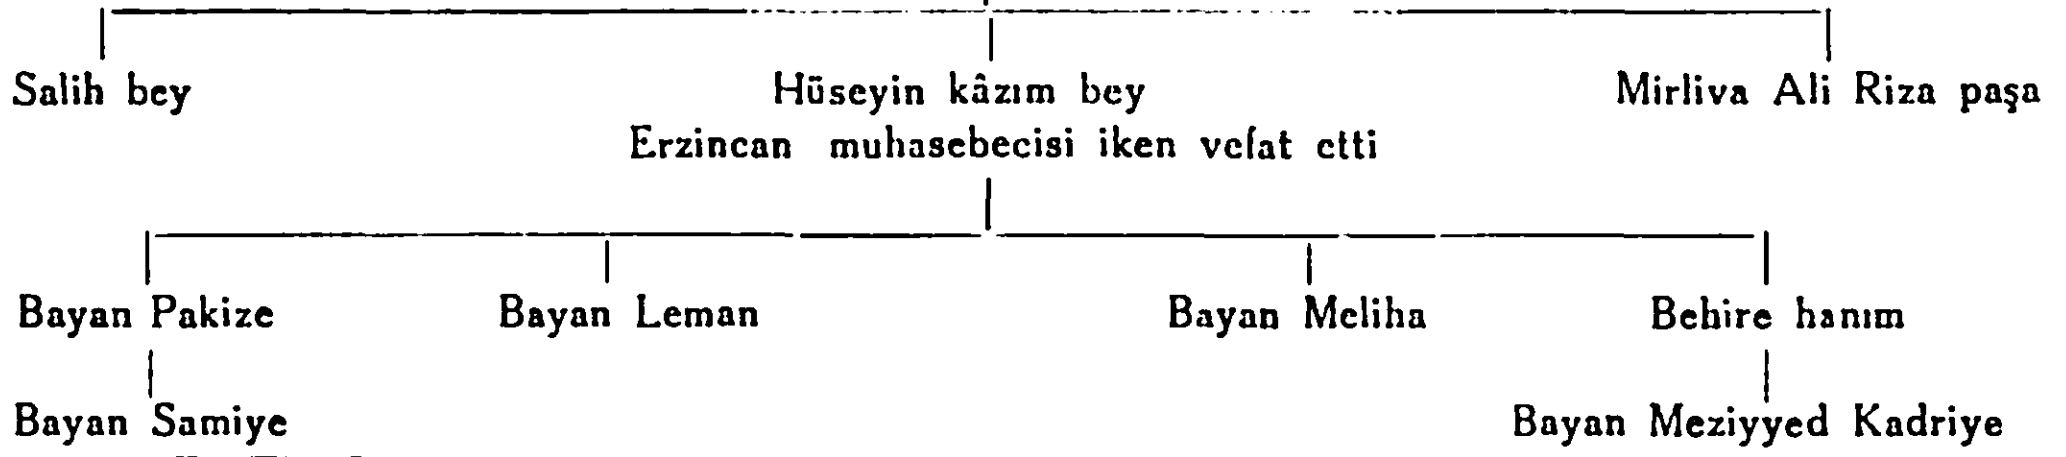 Salih bey Hüseyin kâzım bey Mirliva Ali Riza paşa
Erzincan muhasebecisi iken vefat etti
Bayan Pakize Bayan Leman Bayan Meliha Behire hanım
Bayan Samiye Bayan Meziyyed Kadriye